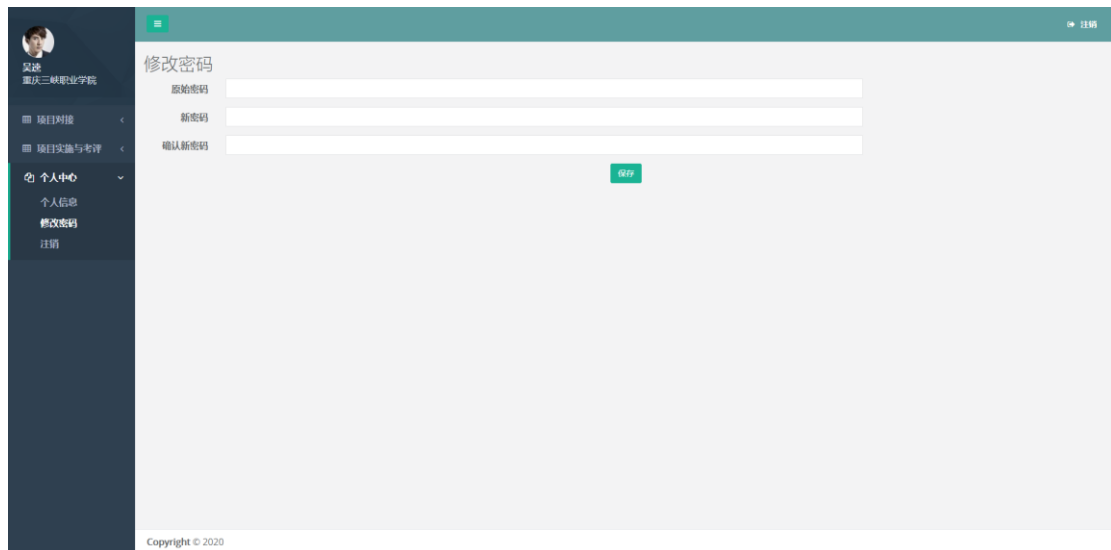 注销
吴迪
重庆三峡职业学院
项目对接
项目实施与考评
个人中心
个人信息
修改密码
注销
修改密码
原始密码
新密码
确认新密码
保存
Copyright © 2020